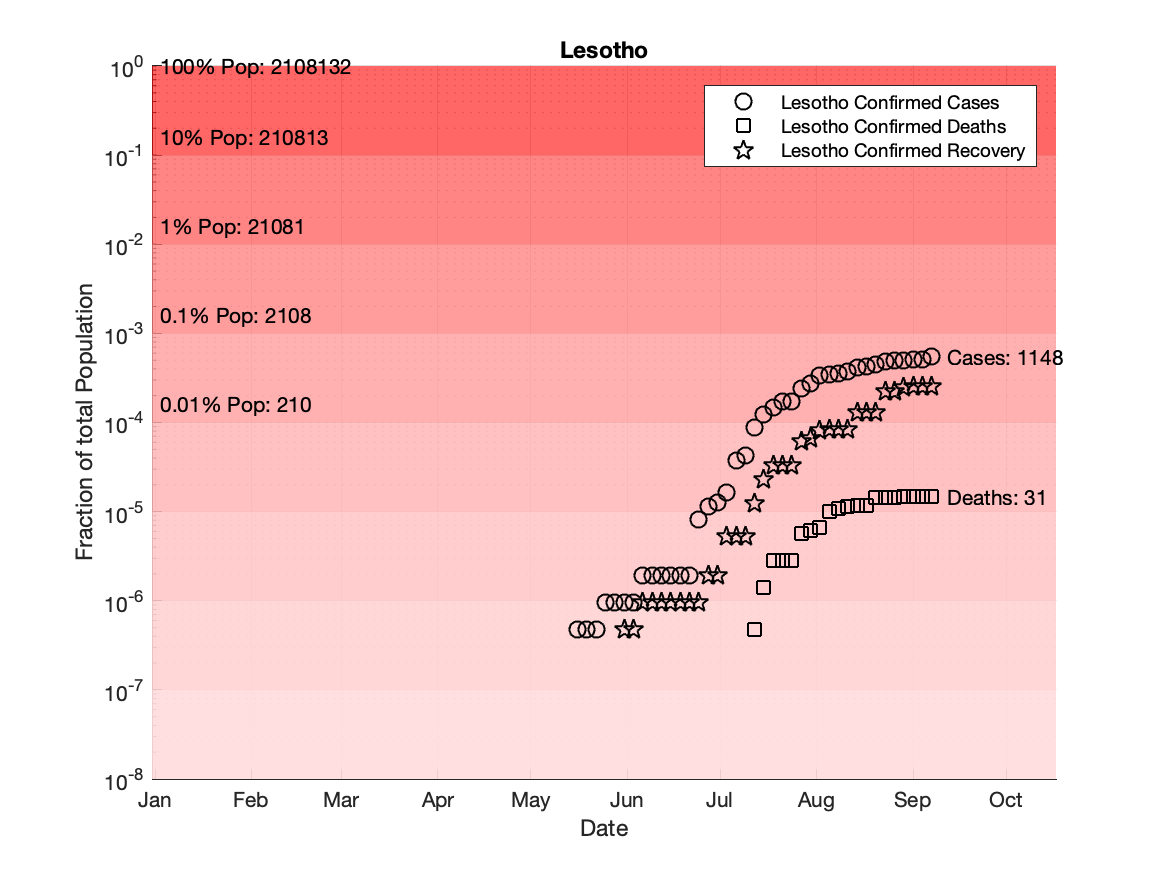 Lesotho
10^0
100% Pop: 2108132
Lesotho Confirmed Cases
Lesotho Confirmed Deaths
Lesotho Confirmed Recovery
10% Pop: 210813
10^-1
1% Pop: 21081
10^-2
0.1% Pop: 2108
10^-3
Cases: 1148
0.01% Pop: 210
10^-4
Deaths: 31
10^-5
10^-6
10^-7
10^-8
Fraction of total Population
Jan Feb Mar Apr May Jun Jul Aug Sep Oct
Date